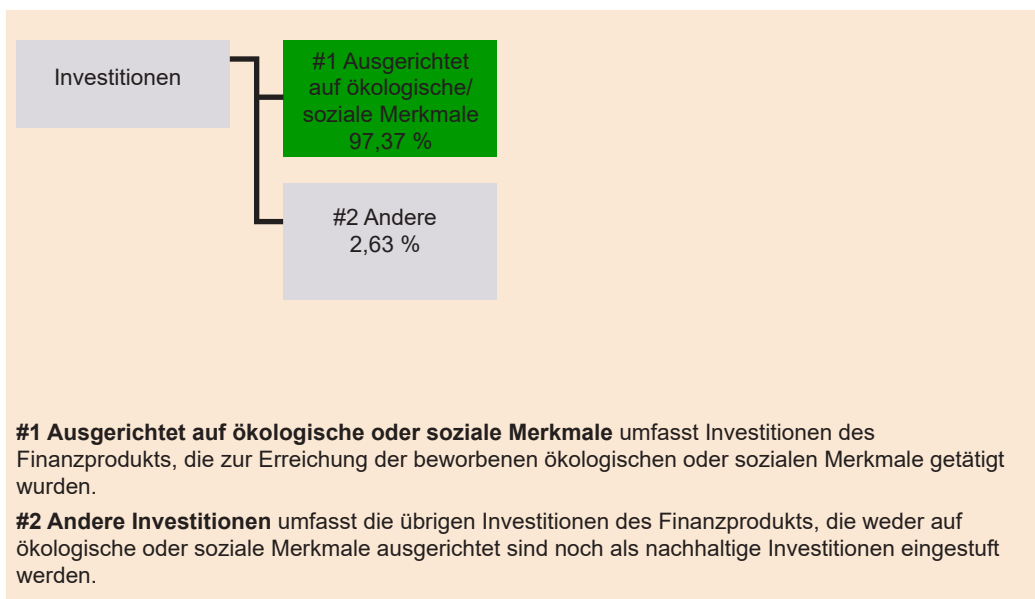 Investitionen
#1 Ausgerichtet
auf ökologische/
soziale Merkmale
97,37 %
#2 Andere
2,63 %
#1 Ausgerichtet auf ökologische oder soziale Merkmale umfasst Investitionen des
Finanzprodukts, die zur Erreichung der beworbenen ökologischen oder sozialen Merkmale getätigt
wurden.
#2 Andere Investitionen umfasst die übrigen Investitionen des Finanzprodukts, die weder auf
ökologische oder soziale Merkmale ausgerichtet sind noch als nachhaltige Investitionen eingestuft
werden.